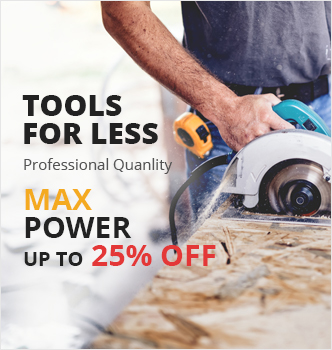 TOOLS
FOR LESS
Professional Quanlity
MAX
POWER
UP TO 25% OFF